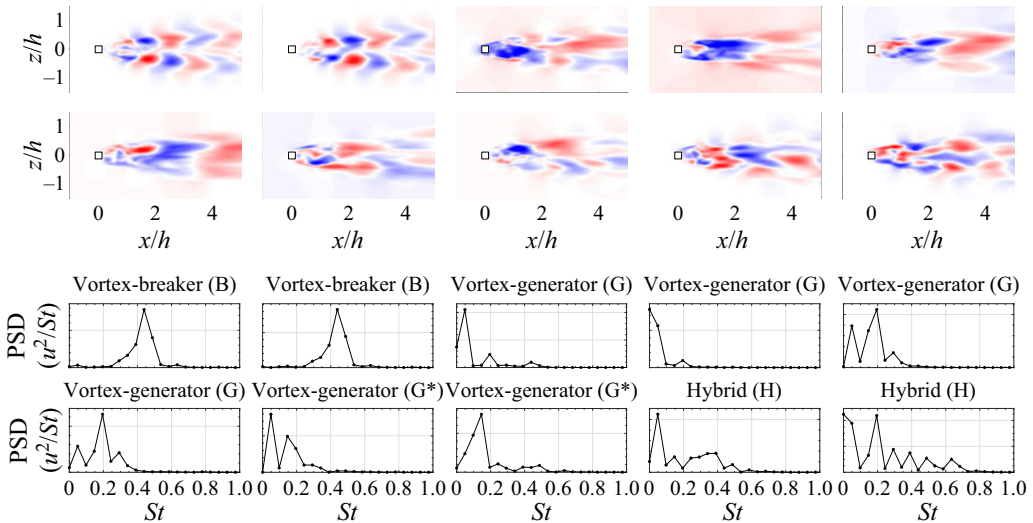 1
0
−1
z/h
1
0
−1
z/h
0 2 4 0 2 4 0 2 4 0 2 4 0 2 4
x/h x/h x/h x/h x/h
Vortex-breaker (B) Vortex-breaker (B) Vortex-generator (G) Vortex-generator (G) Vortex-generator (G)
PSD
(u²/St)
Vortex-generator (G) Vortex-generator (G*) Vortex-generator (G*) Hybrid (H) Hybrid (H)
PSD
(u²/St)
0 0.2 0.4 0.6 0.8 1.0 0 0.2 0.4 0.6 0.8 1.0 0 0.2 0.4 0.6 0.8 1.0 0 0.2 0.4 0.6 0.8 1.0 0 0.2 0.4 0.6 0.8 1.0
St St St St St